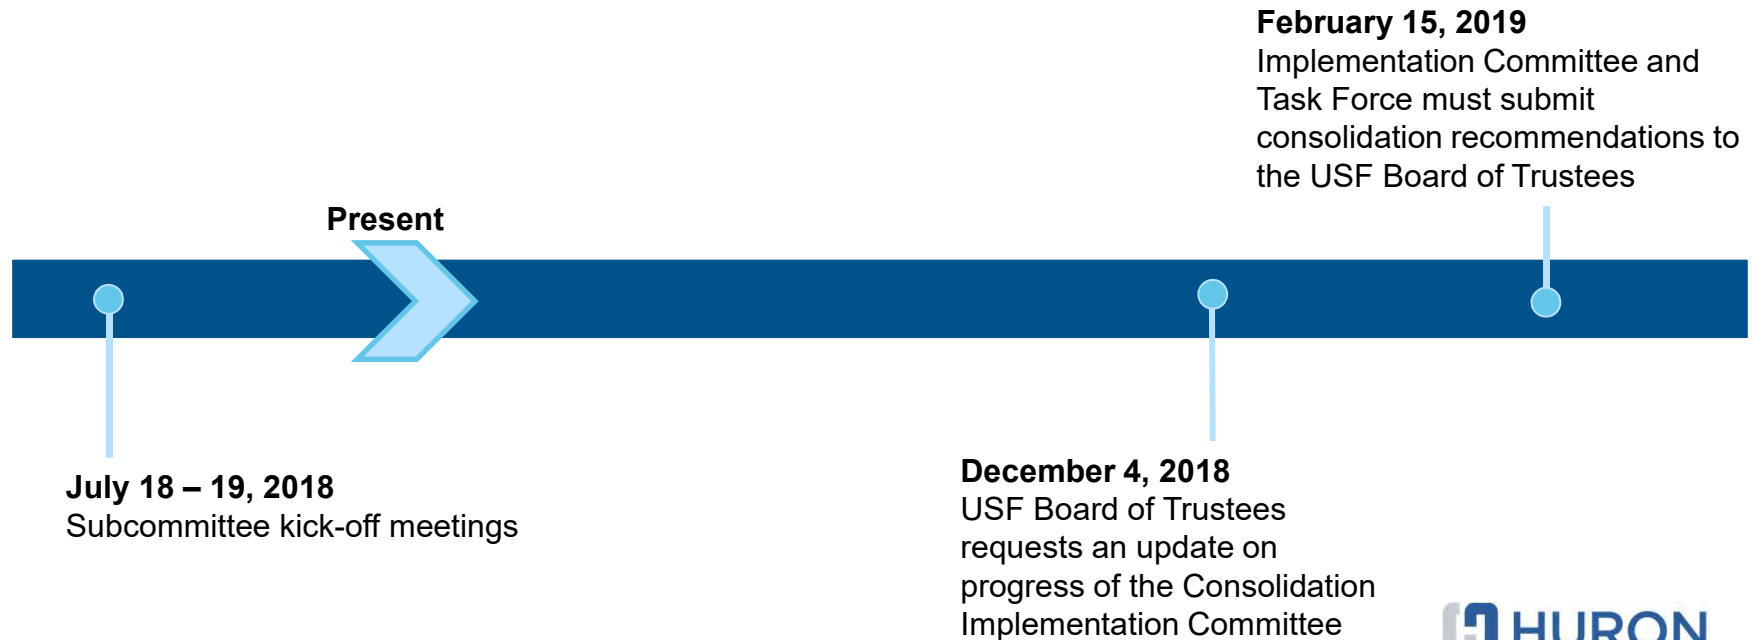 February 15, 2019
Implementation Committee and
Task Force must submit
consolidation recommendations to
the USF Board of Trustees
Present
July 18 – 19, 2018
Subcommittee kick-off meetings
December 4, 2018
USF Board of Trustees
requests an update on
progress of the Consolidation
Implementation Committee
HURON